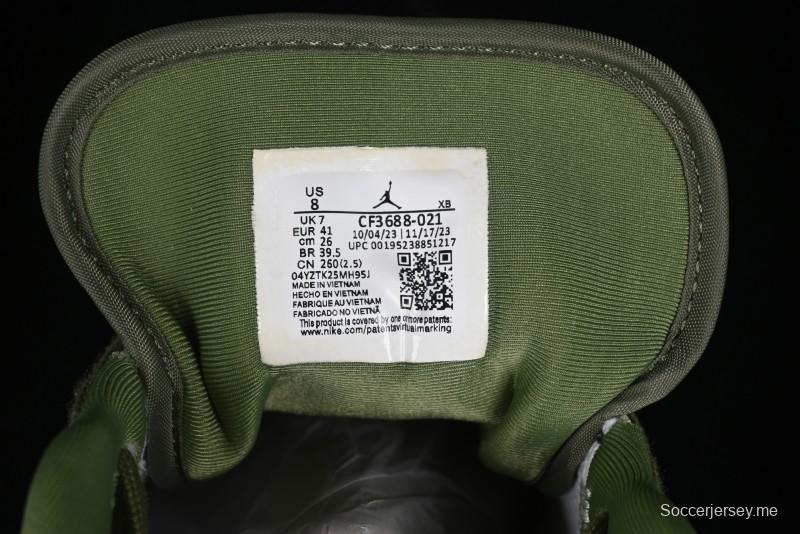 US
8
XB
UK 7
CF3688-021
EUR 41
10/04/23 | 11/17/23
cm 26
UPC 00195238851217
BR 39.5
CN 260(2.5)
04YZTK25MH95J
MADE IN VIETNAM
HECHO EN VIETNAM
FABRIQUE AU VIETNAM
FABRICADO NO VIETNÃ
This product is covered by one or more patents:
www.nike.com/patentsvirtualmarking
Soccerjersey.me